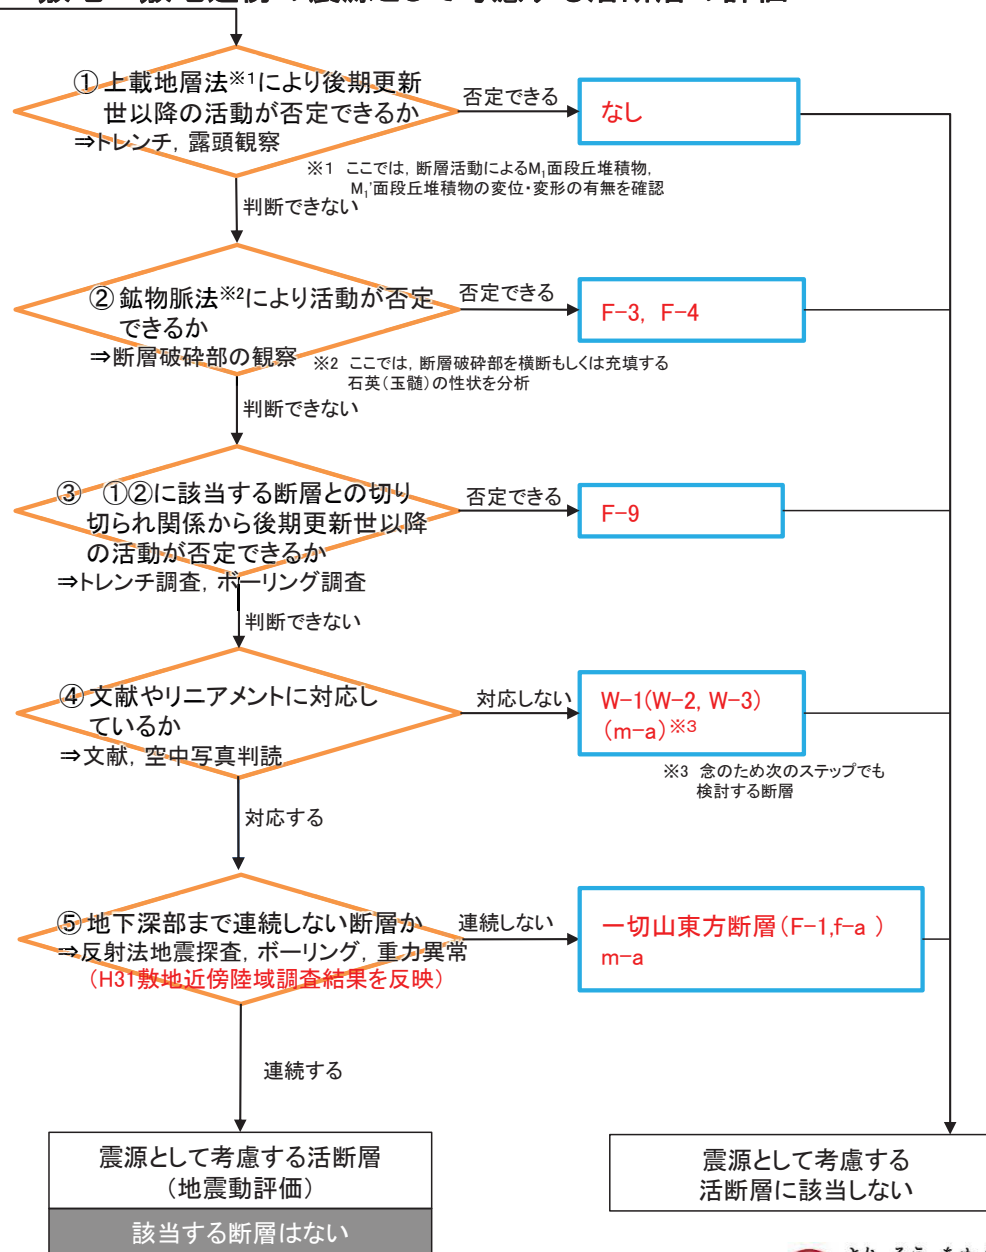 ① 上載地層法※1により後期更新
世以降の活動が否定できるか
⇒トレンチ, 露頭観察
否定できる
なし
※1 ここでは, 断層活動によるM1面段丘堆積物,
M1'面段丘堆積物の変位・変形の有無を確認
判断できない
② 鉱物脈法※2により活動が否定
できるか
⇒断層破砕部の観察
否定できる
F-3, F-4
※2 ここでは, 断層破砕部を横断もしくは充填する
石英(玉髄)の性状を分析
判断できない
③ ①②に該当する断層との切り
切られ関係から後期更新世以降
の活動が否定できるか
⇒トレンチ調査, ボーリング調査
否定できる
F-9
判断できない
④ 文献やリニアメントに対応し
ているか
⇒文献, 空中写真判読
対応しない
W-1(W-2, W-3)
(m-a)※3
※3 念のため次のステップでも
検討する断層
対応する
⑤ 地下深部まで連続しない断層か
⇒反射法地震探査, ボーリング, 重力異常
(H31敷地近傍陸域調査結果を反映)
連続しない
一切山東方断層(F-1,f-a )
m-a
連続する
震源として考慮する活断層
(地震動評価)
該当する断層はない
震源として考慮する
活断層に該当しない